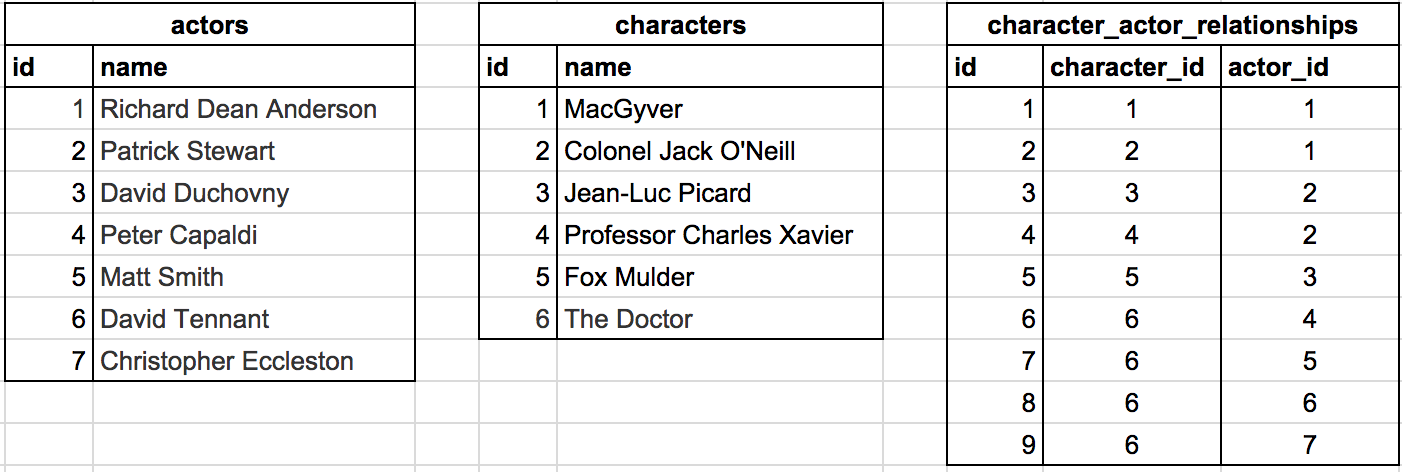 actors characters character_actor_relationships
id name id name id character_id actor_id
1 Richard Dean Anderson 1 MacGyver 1 1 1
2 Patrick Stewart 2 Colonel Jack O'Neill 2 2 1
3 David Duchovny 3 Jean-Luc Picard 3 3 2
4 Peter Capaldi 4 Professor Charles Xavier 4 4 2
5 Matt Smith 5 Fox Mulder 5 5 3
6 David Tennant 6 The Doctor 6 6 4
7 Christopher Eccleston 7 6 5
8 6 6
9 6 7